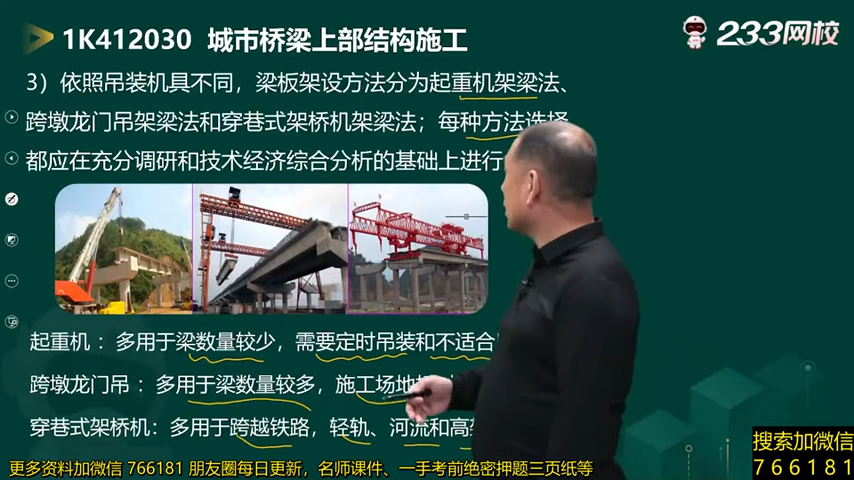 1K412030 城市桥梁上部结构施工
233网校
3）依照吊装机具不同，梁板架设方法分为起重机架梁法、
跨墩龙门吊架梁法和穿巷式架桥机架梁法；每种方法选择
都应在充分调研和技术经济综合分析的基础上进行
起重机：多用于梁数量较少，需要定时吊装和不适合
跨墩龙门吊：多用于梁数量较多，施工场地
穿巷式架桥机：多用于跨越铁路，轻轨、河流和高
搜索加微信
766181
更多资料加微信 766181 朋友圈每日更新，名师课件、一手考前绝密押题三页纸等